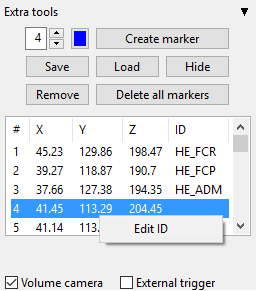 Extra tools
4 Create marker
Save Load Hide
Remove Delete all markers
# X Y Z ID
1 45.23 129.86 198.47 HE_FCR
2 39.27 118.87 190.7 HE_FCP
3 37.66 127.38 194.35 HE_ADM
4 41.45 113.29 204.45
5 41.14 113. Edit ID
Volume camera External trigger